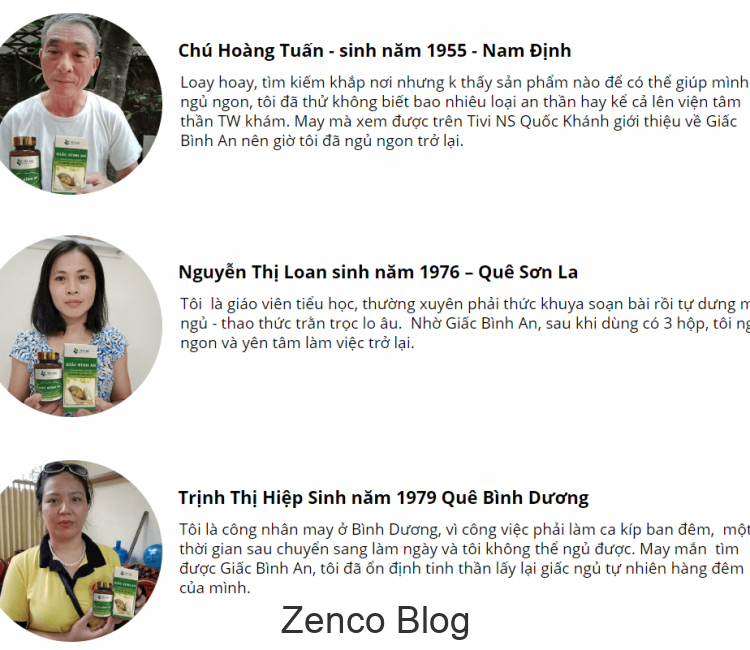 Chú Hoàng Tuấn - sinh năm 1955 - Nam Định
Loay hoay, tìm kiếm khắp nơi nhưng k thấy sản phẩm nào để có thể giúp mình
ngủ ngon, tôi đã thử không biết bao nhiêu loại an thần hay kể cả lên viện tâm
thần TW khám. May mà xem được trên Tivi NS Quốc Khánh giới thiệu về Giấc
Bình An nên giờ tôi đã ngủ ngon trở lại.
GIẤC BÌNH AN
Nguyễn Thị Loan sinh năm 1976 – Quê Sơn La
Tôi là giáo viên tiểu học, thường xuyên phải thức khuya soạn bài rồi tự dưng m
ngủ - thao thức trằn trọc lo âu. Nhờ Giấc Bình An, sau khi dùng có 3 hộp, tôi ng
ngon và yên tâm làm việc trở lại.
GIẤC BÌNH AN
Trịnh Thị Hiệp Sinh năm 1979 Quê Bình Dương
Tôi là công nhân may ở Bình Dương, vì công việc phải làm ca kíp ban đêm, một
thời gian sau chuyển sang làm ngày và tôi không thể ngủ được. May mắn tìm
được Giấc Bình An, tôi đã ổn định tinh thần lấy lại giấc ngủ tự nhiên hàng đêm
của mình.
GIẤC BÌNH AN
Zenco Blog